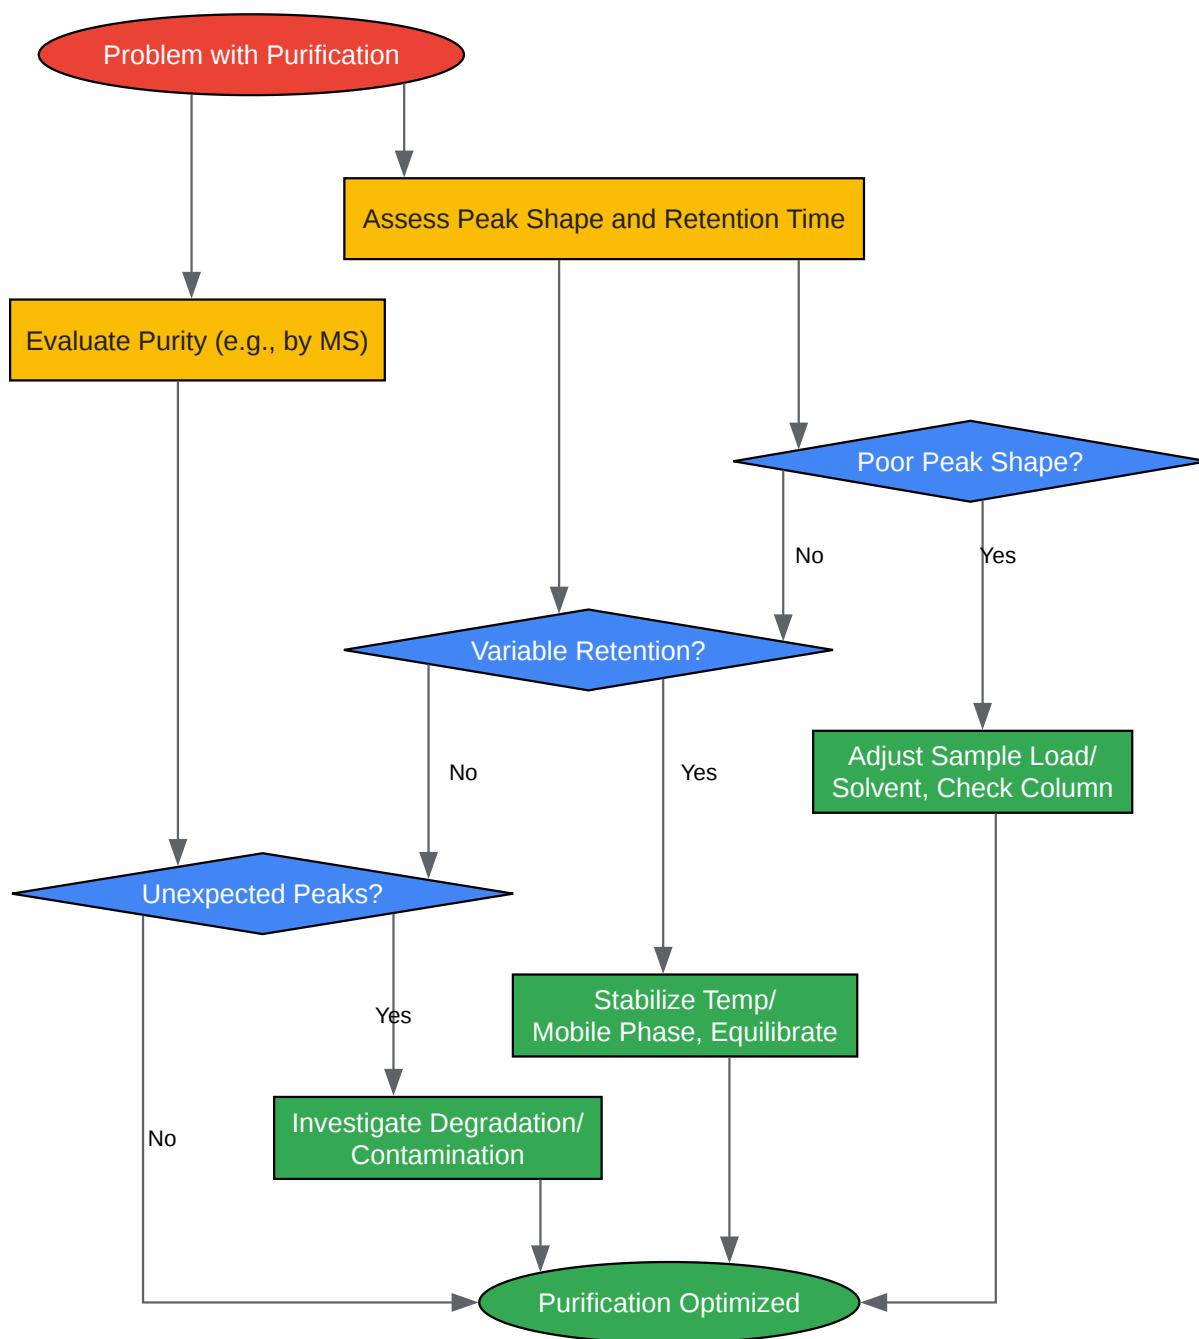 Problem with Purification
Assess Peak Shape and Retention Time
Evaluate Purity (e.g., by MS)
Poor Peak Shape?
No
Yes
Variable Retention?
Adjust Sample Load/
Solvent, Check Column
No
Yes
Unexpected Peaks?
Stabilize Temp/
Mobile Phase, Equilibrate
Yes
Investigate Degradation/
Contamination
No
Purification Optimized